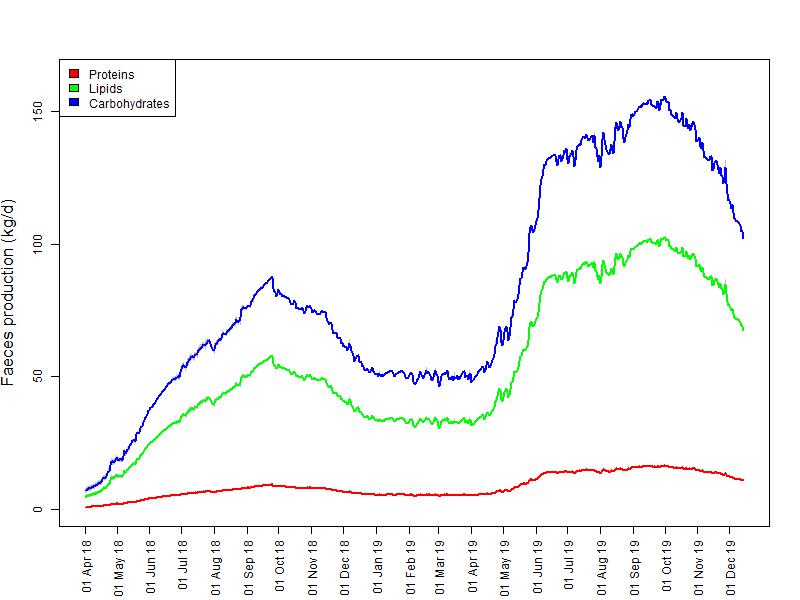 Proteins
Lipids
Carbohydrates
Faeces production (kg/d)
150
100
50
0
01 Apr 18
01 May 18
01 Jun 18
01 Jul 18
01 Aug 18
01 Sep 18
01 Oct 18
01 Nov 18
01 Dec 18
01 Jan 19
01 Feb 19
01 Mar 19
01 Apr 19
01 May 19
01 Jun 19
01 Jul 19
01 Aug 19
01 Sep 19
01 Oct 19
01 Nov 19
01 Dec 19